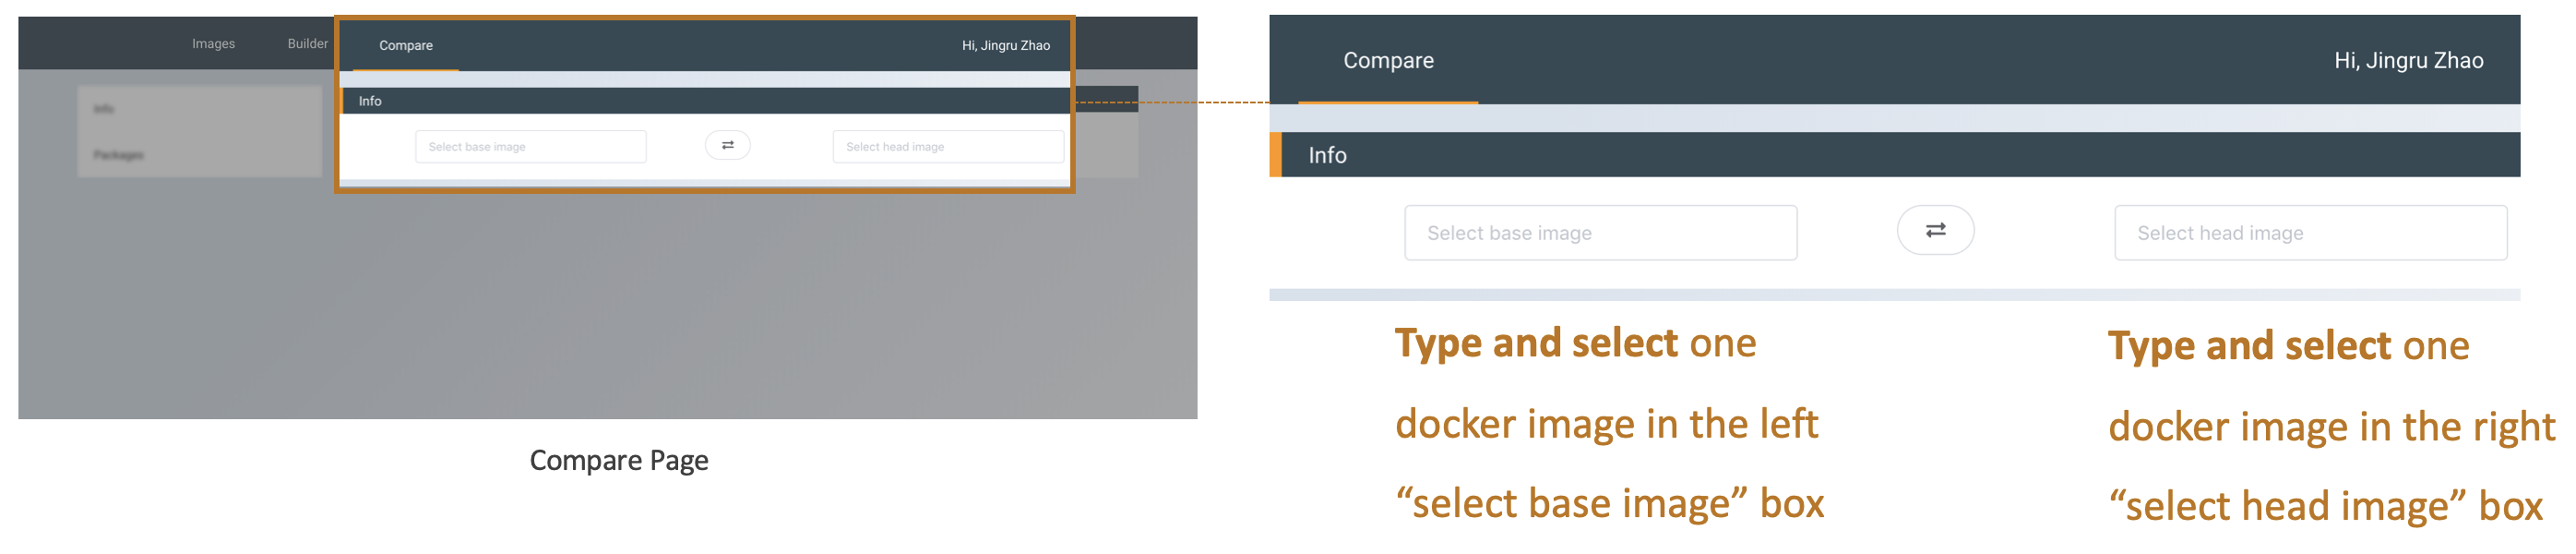 Images Builder Compare Hi, Jingru Zhao
Info
Info
Select base image Select head image
Packages
Compare Page
Compare Hi, Jingru Zhao
Info
Select base image Select head image
Type and select one
docker image in the left
“select base image” box
Type and select one
docker image in the right
“select head image” box